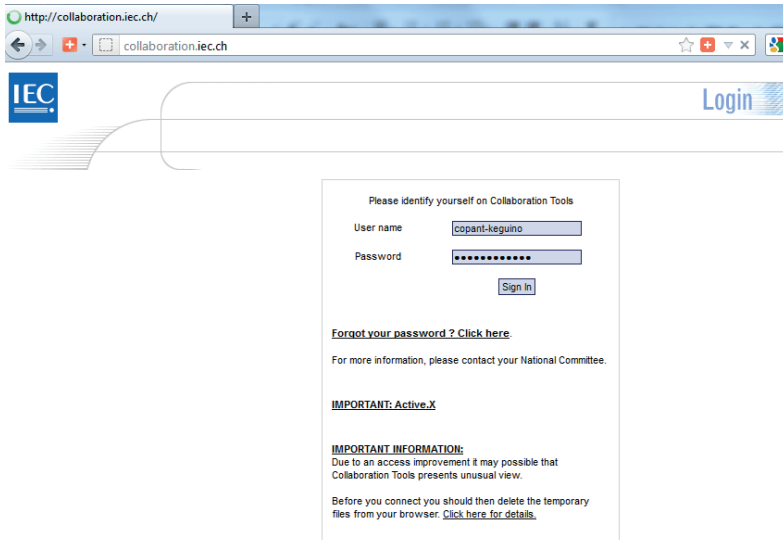 http://collaboration.iec.ch/
collaboration.iec.ch
IEC
Login
Please identify yourself on Collaboration Tools
User name copant-keguino
Password ••••••••••••
Sign In
Forgot your password ? Click here.
For more information, please contact your National Committee.
IMPORTANT: Active.X
IMPORTANT INFORMATION:
Due to an access improvement it may possible that
Collaboration Tools presents unusual view.
Before you connect you should then delete the temporary
files from your browser. Click here for details.